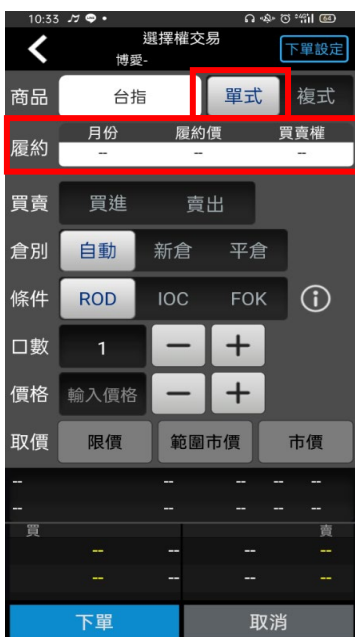 10:33 64
選擇權交易
博愛-
下單設定
商品 台指 單式 複式
月份 履約價 買賣權
履約
-- -- --
買賣 買進 賣出
倉別 自動 新倉 平倉
條件 ROD IOC FOK
口數 1 − +
價格 輸入價格 − +
取價 限價 範圍市價 市價
-- -- -- -- --
-- -- -- -- --
買 賣
-- -- -- --
-- -- -- --
下單 取消